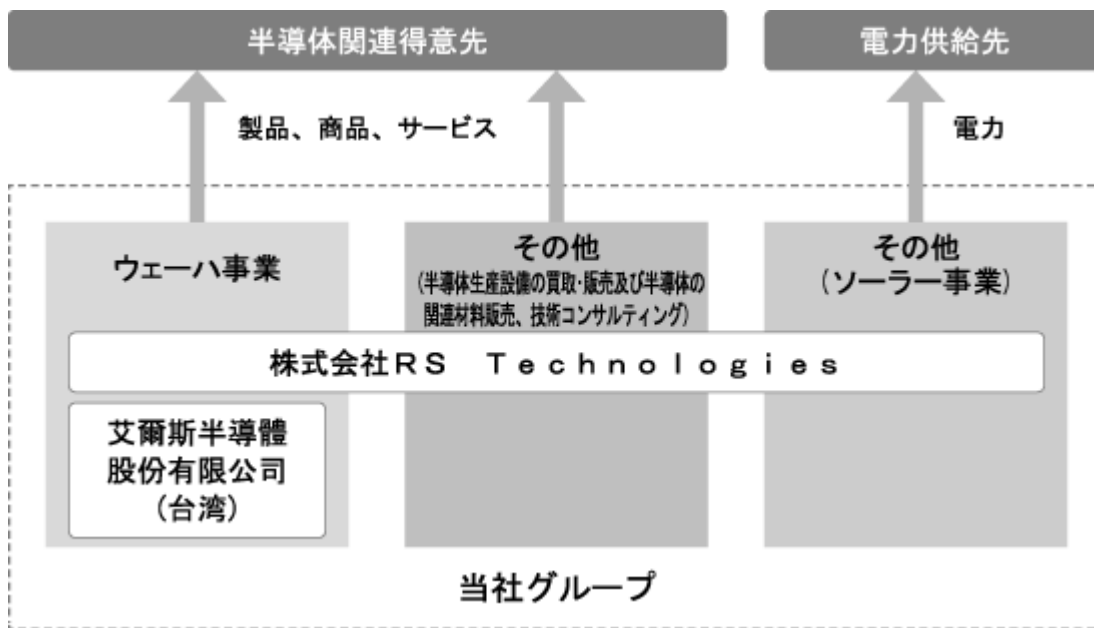 半導体関連得意先
電力供給先
製品、商品、サービス
電力
ウェーハ事業
その他
(半導体生産設備の買取・販売及び半導体の
関連材料販売、技術コンサルティング)
その他
(ソーラー事業)
株式会社ＲＳ　Ｔｅｃｈｎｏｌｏｇｉｅｓ
艾爾斯半導體
股份有限公司
(台湾)
当社グループ